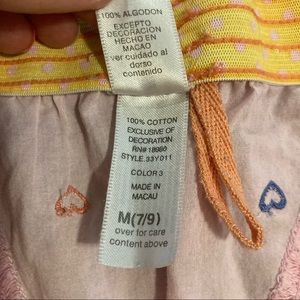 100% ALGODON
EXCEPTO
DECORACION
HECHO EN
MACAO
ver cuidado al
dorso
contenido
100% COTTON
EXCLUSIVE OF
DECORATION
RN# 18980
STYLE.33Y011
COLOR 3
MADE IN
MACAU
M(7/9)
over for care
content above